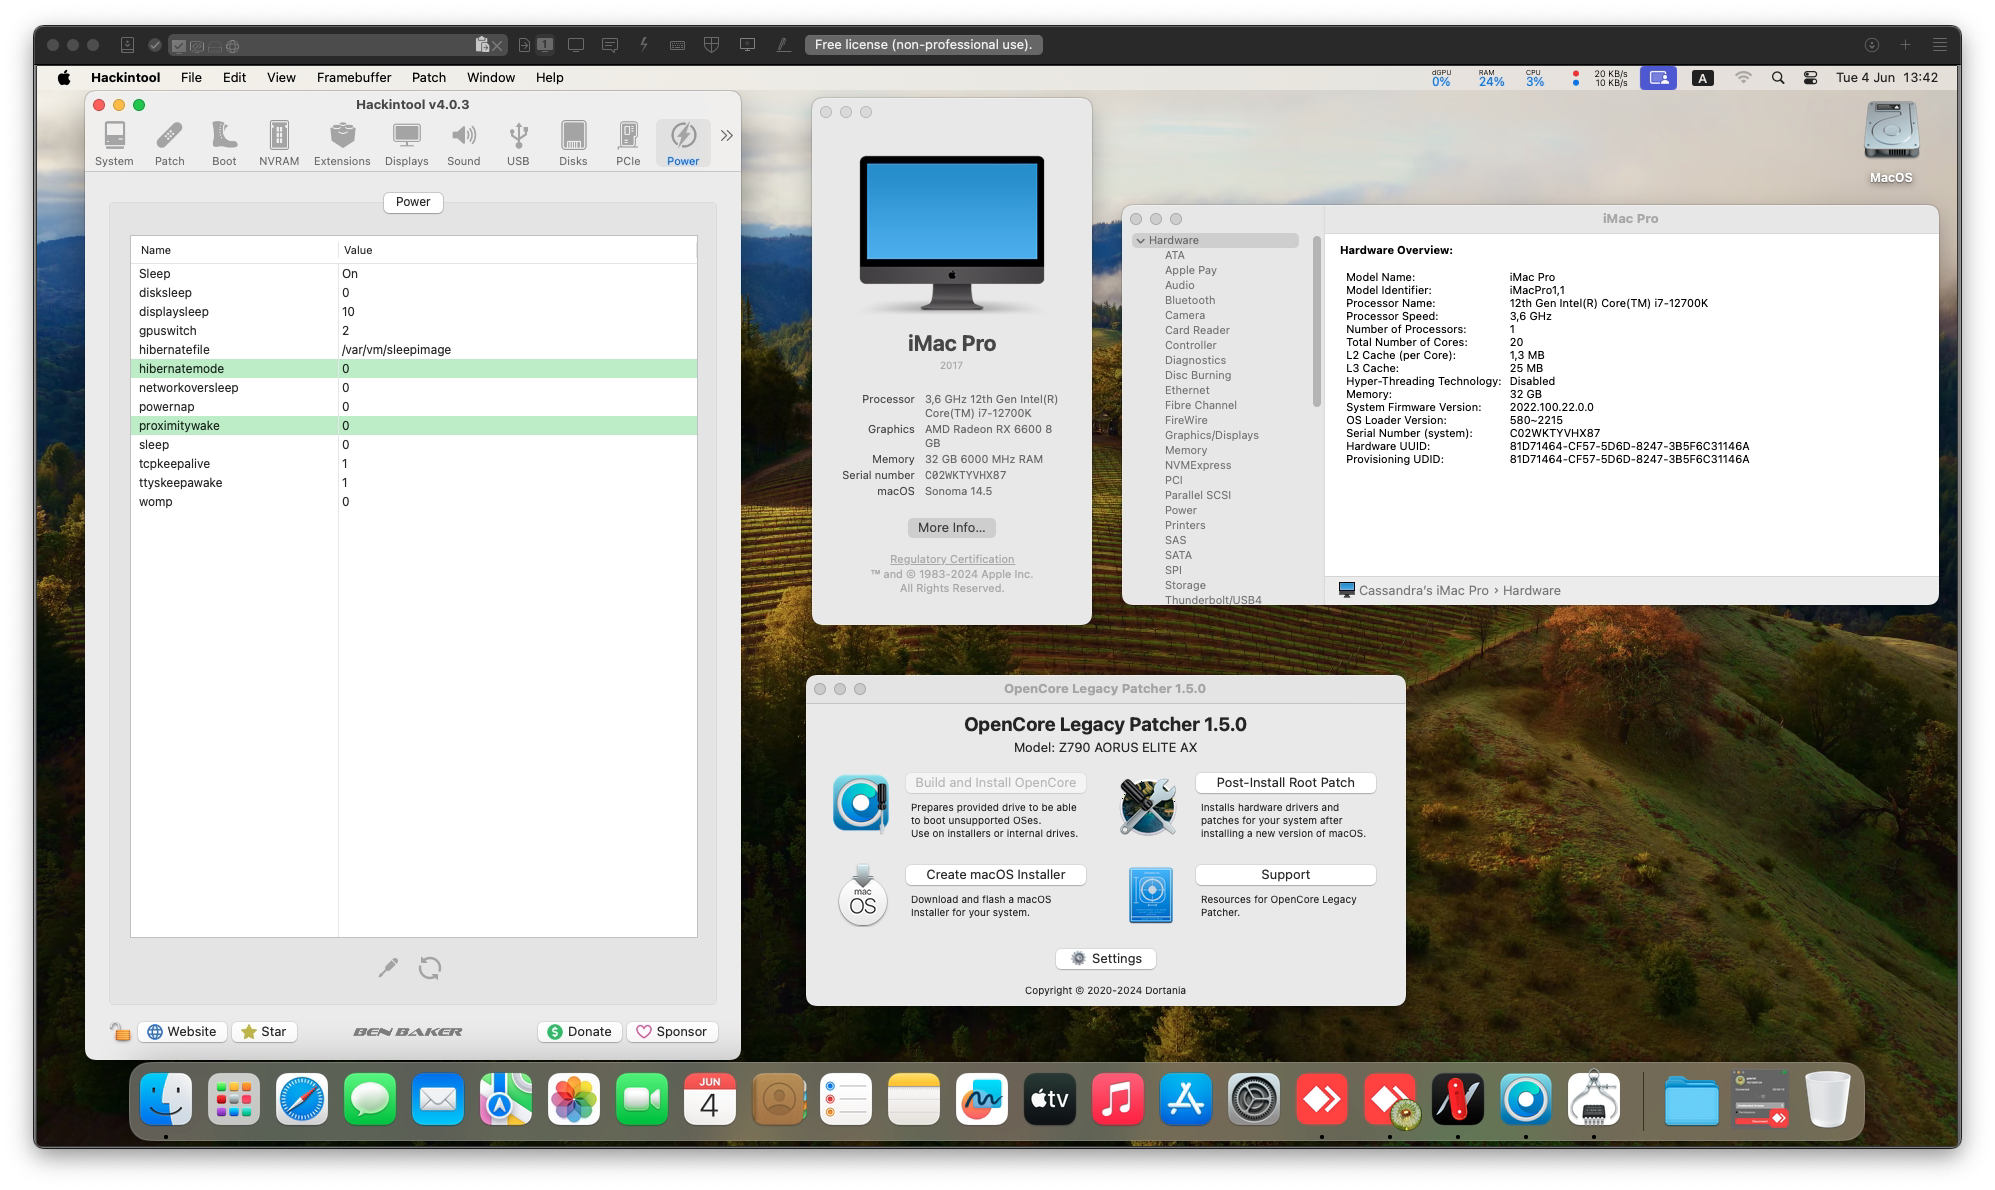 Free license (non-professional use).
1
Hackintool File Edit View Framebuffer Patch Window Help
dGPU 0% RAM 24% CPU 3% 20 KB/s 10 KB/s A Tue 4 Jun 13:42
Hackintool v4.0.3
System Patch Boot NVRAM Extensions Displays Sound USB Disks PCIe Power
Power
Name Value
Sleep On
disksleep 0
displaysleep 10
gpuswitch 2
hibernatefile /var/vm/sleepimage
hibernatemode 0
networkoversleep 0
powernap 0
proximitywake 0
sleep 0
tcpkeepalive 1
ttyskeepawake 1
womp 0
Website Star BEN BAKER Donate Sponsor
iMac Pro
2017
Processor 3,6 GHz 12th Gen Intel(R)
Core(TM) i7-12700K
Graphics AMD Radeon RX 6600 8
GB
Memory 32 GB 6000 MHz RAM
Serial number C02WKTYVHX87
macOS Sonoma 14.5
More Info...
Regulatory Certification
™ and © 1983-2024 Apple Inc.
All Rights Reserved.
MacOS
iMac Pro
Hardware
ATA
Apple Pay
Audio
Bluetooth
Camera
Card Reader
Controller
Diagnostics
Disc Burning
Ethernet
Fibre Channel
FireWire
Graphics/Displays
Memory
NVMExpress
PCI
Parallel SCSI
Power
Printers
SAS
SATA
SPI
Storage
Thunderbolt/USB4
Hardware Overview:
Model Name: iMac Pro
Model Identifier: iMacPro1,1
Processor Name: 12th Gen Intel(R) Core(TM) i7-12700K
Processor Speed: 3,6 GHz
Number of Processors: 1
Total Number of Cores: 20
L2 Cache (per Core): 1,3 MB
L3 Cache: 25 MB
Hyper-Threading Technology: Disabled
Memory: 32 GB
System Firmware Version: 2022.100.22.0.0
OS Loader Version: 580~2215
Serial Number (system): C02WKTYVHX87
Hardware UUID: 81D71464-CF57-5D6D-8247-3B5F6C31146A
Provisioning UDID: 81D71464-CF57-5D6D-8247-3B5F6C31146A
Cassandra's iMac Pro › Hardware
OpenCore Legacy Patcher 1.5.0
OpenCore Legacy Patcher 1.5.0
Model: Z790 AORUS ELITE AX
Build and Install OpenCore
Prepares provided drive to be able
to boot unsupported OSes.
Use on installers or internal drives.
Post-Install Root Patch
Installs hardware drivers and
patches for your system after
installing a new version of macOS.
mac
OS
Create macOS Installer
Download and flash a macOS
Installer for your system.
Support
Resources for OpenCore Legacy
Patcher.
Settings
Copyright © 2020-2024 Dortania
JUN
4
tv